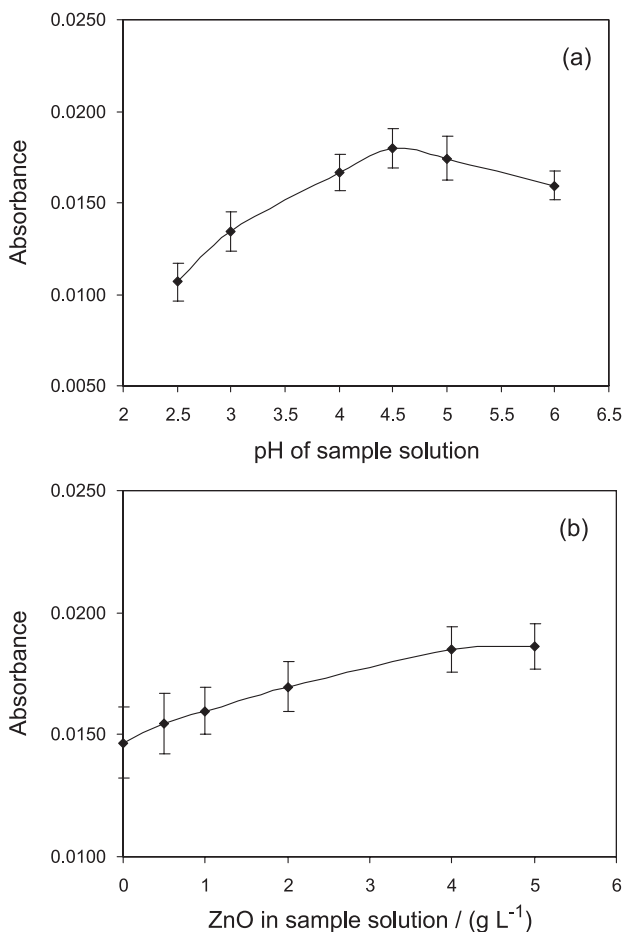 0.0250
(a)
0.0200
0.0150
0.0100
0.0050
Absorbance
2 2.5 3 3.5 4 4.5 5 5.5 6 6.5
pH of sample solution
0.0250
(b)
0.0200
0.0150
0.0100
Absorbance
0 1 2 3 4 5 6
ZnO in sample solution / (g L⁻¹)